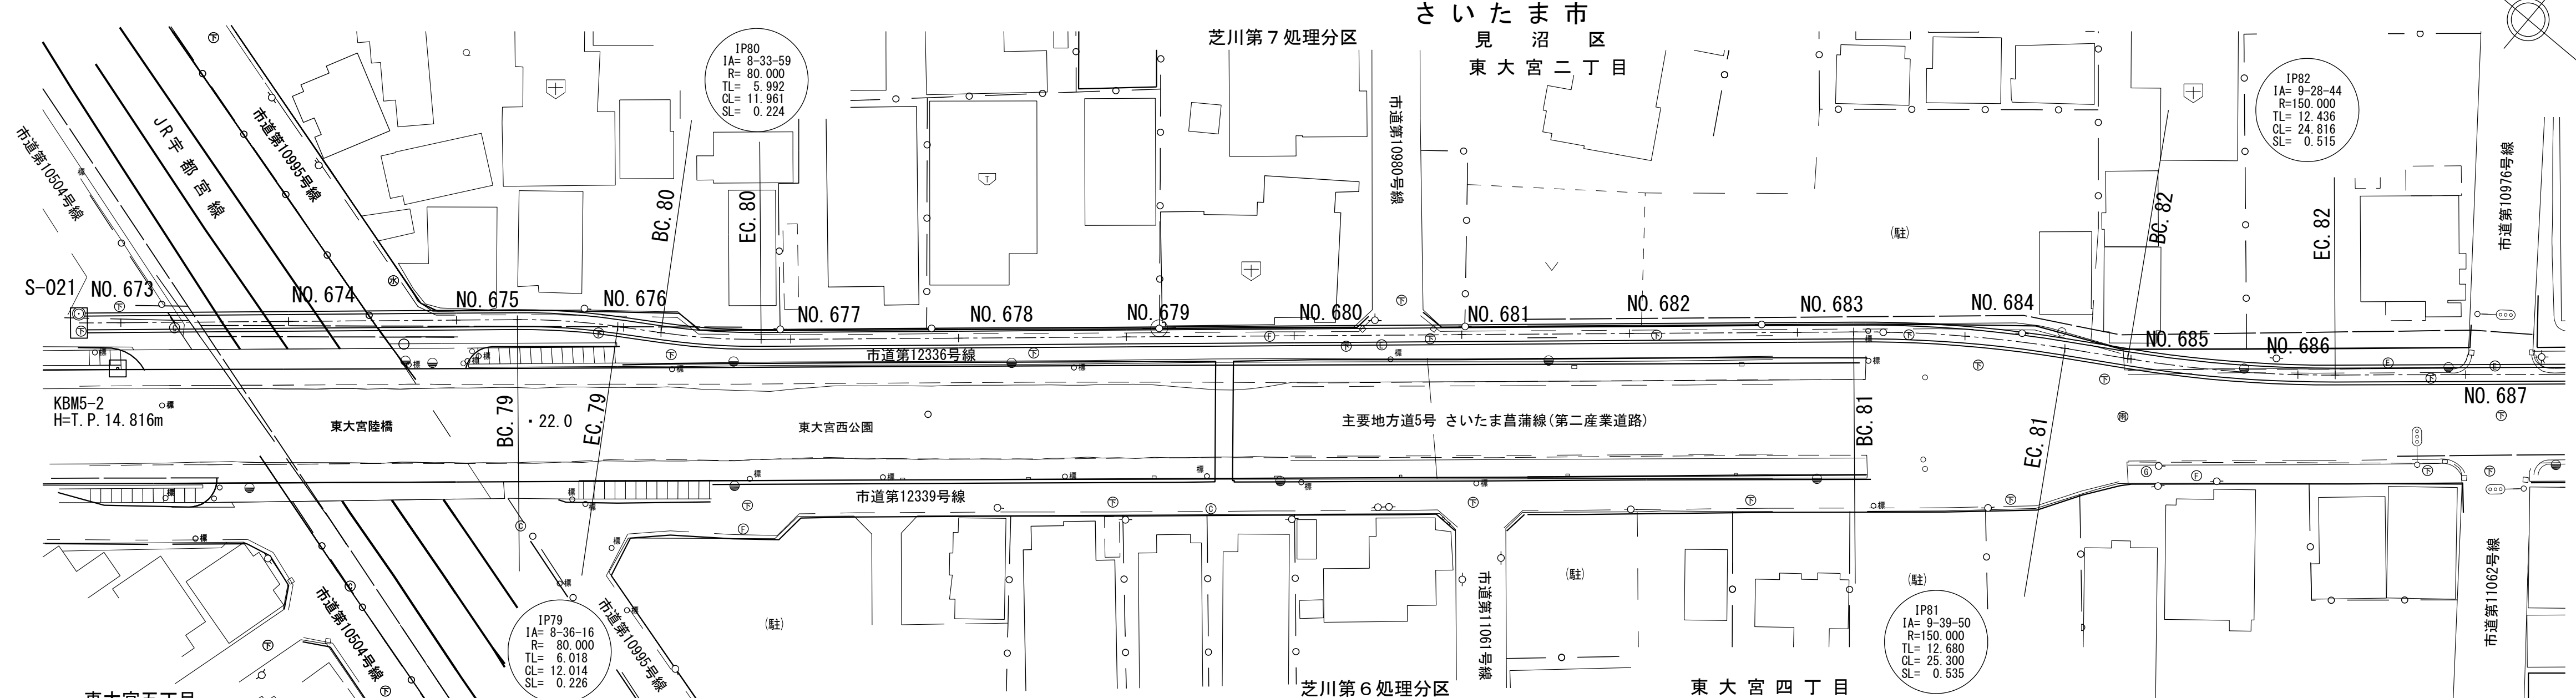 さいたま市
見沼区
東大宮二丁目
芝川第7処理分区
IP80
IA= 8-33-59
R= 80.000
TL= 5.992
CL= 11.961
SL= 0.224
IP82
IA= 9-28-44
R=150.000
TL= 12.436
CL= 24.816
SL= 0.515
市道第10504号線
JR宇都宮線
市道第10995号線
市道第10980号線
市道第10976号線
BC. 80
EC. 80
BC. 82
EC. 82
(駐)
S-021
NO. 673
NO. 674
NO. 675
NO. 676
NO. 677
NO. 678
NO. 679
NO. 680
NO. 681
NO. 682
NO. 683
NO. 684
NO. 685
NO. 686
NO. 687
市道第12336号線
KBM5-2
H=T.P.14.816m
東大宮陸橋
BC. 79
・22.0
EC. 79
東大宮西公園
主要地方道5号 さいたま菖蒲線(第二産業道路)
BC. 81
EC. 81
市道第12339号線
市道第10504号線
市道第10995号線
市道第11061号線
市道第11062号線
(駐)
(駐)
(駐)
IP79
IA= 8-36-16
R= 80.000
TL= 6.018
CL= 12.014
SL= 0.226
IP81
IA= 9-39-50
R=150.000
TL= 12.680
CL= 25.300
SL= 0.535
芝川第6処理分区
東大宮四丁目
東大宮五丁目